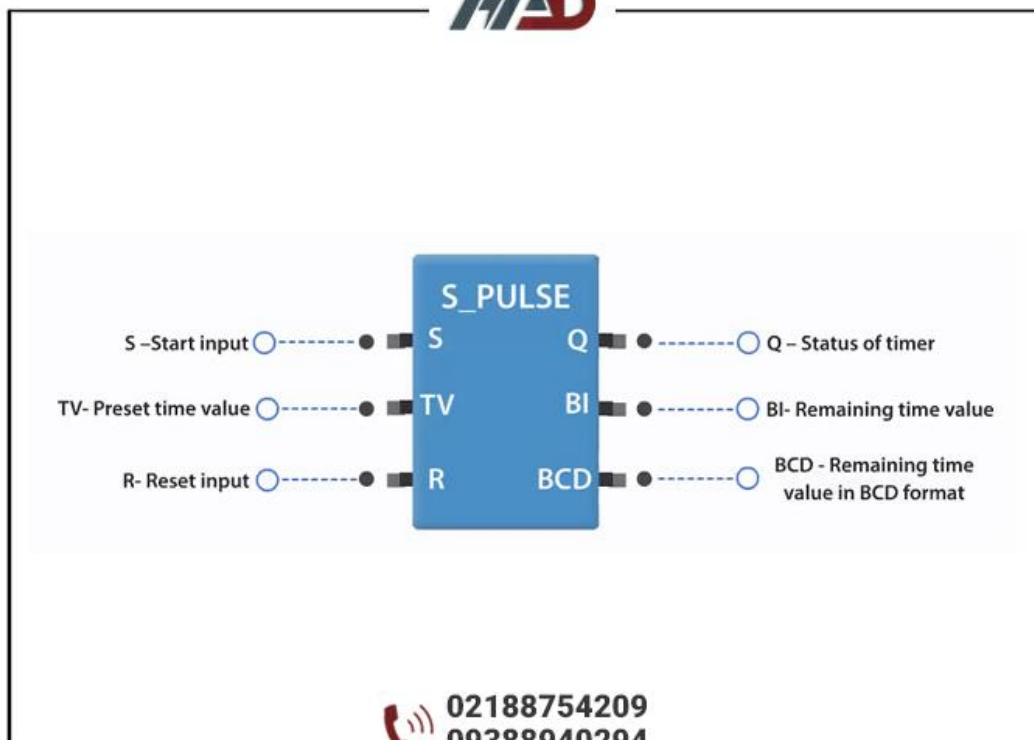 S_PULSE
S –Start input
S
Q
Q – Status of timer
TV- Preset time value
TV
BI
BI- Remaining time value
R- Reset input
R
BCD
BCD - Remaining time
value in BCD format
02188754209
09388940294